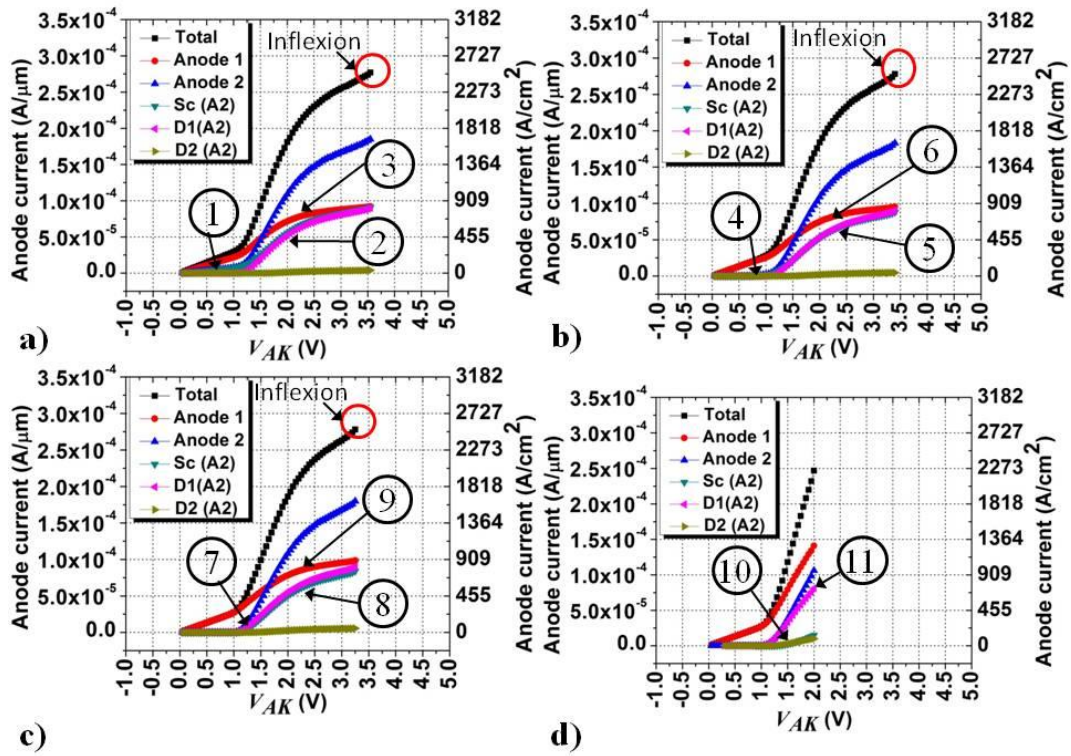 3.5x10⁻⁴
3.0x10⁻⁴
2.5x10⁻⁴
2.0x10⁻⁴
1.5x10⁻⁴
1.0x10⁻⁴
5.0x10⁻⁵
0.0
Anode current (A/μm)
Total
Anode 1
Anode 2
Sc (A2)
D1(A2)
D2 (A2)
Inflexion
1
2
3
3182
2727
2273
1818
1364
909
455
0
Anode current (A/cm²)
-1.0 -0.5 0.0 0.5 1.0 1.5 2.0 2.5 3.0 3.5 4.0 4.5 5.0
V_AK (V)
a)
3.5x10⁻⁴
3.0x10⁻⁴
2.5x10⁻⁴
2.0x10⁻⁴
1.5x10⁻⁴
1.0x10⁻⁴
5.0x10⁻⁵
0.0
Anode current (A/μm)
Total
Anode 1
Anode 2
Sc (A2)
D1(A2)
D2 (A2)
Inflexion
4
5
6
3182
2727
2273
1818
1364
909
455
0
Anode current (A/cm²)
-1.0 -0.5 0.0 0.5 1.0 1.5 2.0 2.5 3.0 3.5 4.0 4.5 5.0
V_AK (V)
b)
3.5x10⁻⁴
3.0x10⁻⁴
2.5x10⁻⁴
2.0x10⁻⁴
1.5x10⁻⁴
1.0x10⁻⁴
5.0x10⁻⁵
0.0
Anode current (A/μm)
Total
Anode 1
Anode 2
Sc (A2)
D1(A2)
D2 (A2)
Inflexion
7
8
9
3182
2727
2273
1818
1364
909
455
0
Anode current (A/cm²)
-1.0 -0.5 0.0 0.5 1.0 1.5 2.0 2.5 3.0 3.5 4.0 4.5 5.0
V_AK (V)
c)
3.5x10⁻⁴
3.0x10⁻⁴
2.5x10⁻⁴
2.0x10⁻⁴
1.5x10⁻⁴
1.0x10⁻⁴
5.0x10⁻⁵
0.0
Anode current (A/μm)
Total
Anode 1
Anode 2
Sc (A2)
D1(A2)
D2 (A2)
10
11
3182
2727
2273
1818
1364
909
455
0
Anode current (A/cm²)
-1.0 -0.5 0.0 0.5 1.0 1.5 2.0 2.5 3.0 3.5 4.0 4.5 5.0
V_AK (V)
d)